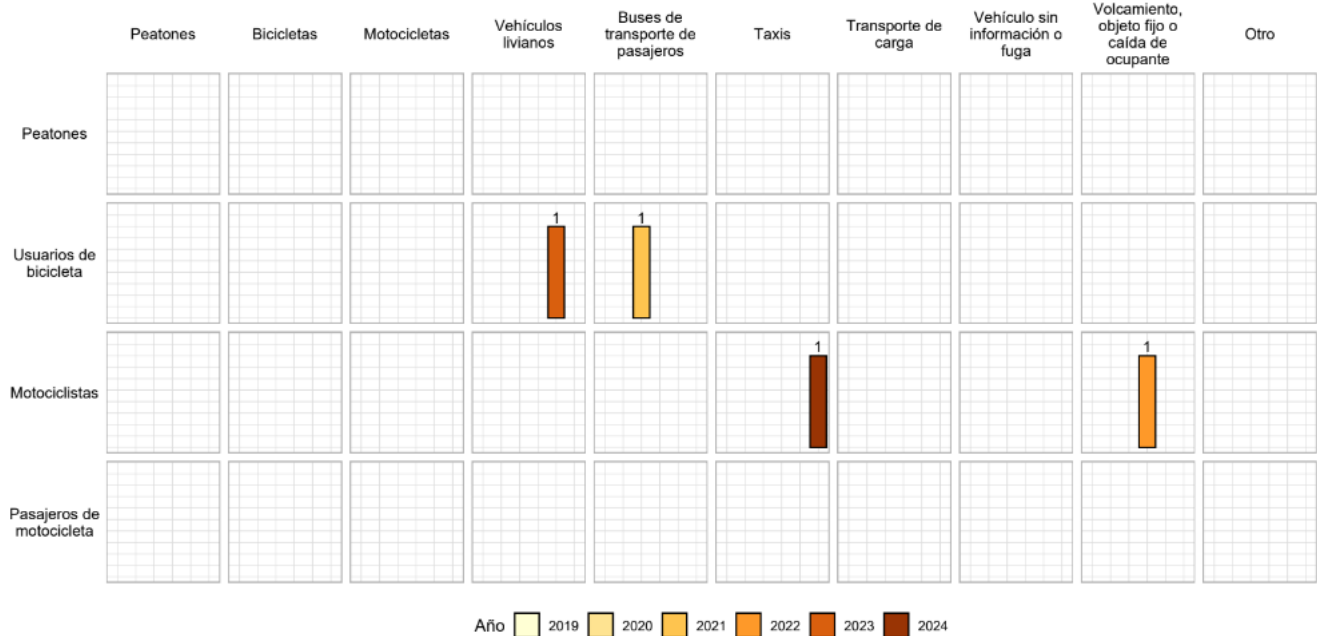 Peatones
Bicicletas
Motocicletas
Vehículos
livianos
Buses de
transporte de
pasajeros
Taxis
Transporte de
carga
Vehículo sin
información o
fuga
Volcamiento,
objeto fijo o
caída de
ocupante
Otro
Peatones
Usuarios de
bicicleta
1
1
Motociclistas
1
1
Pasajeros de
motocicleta
Año 2019 2020 2021 2022 2023 2024